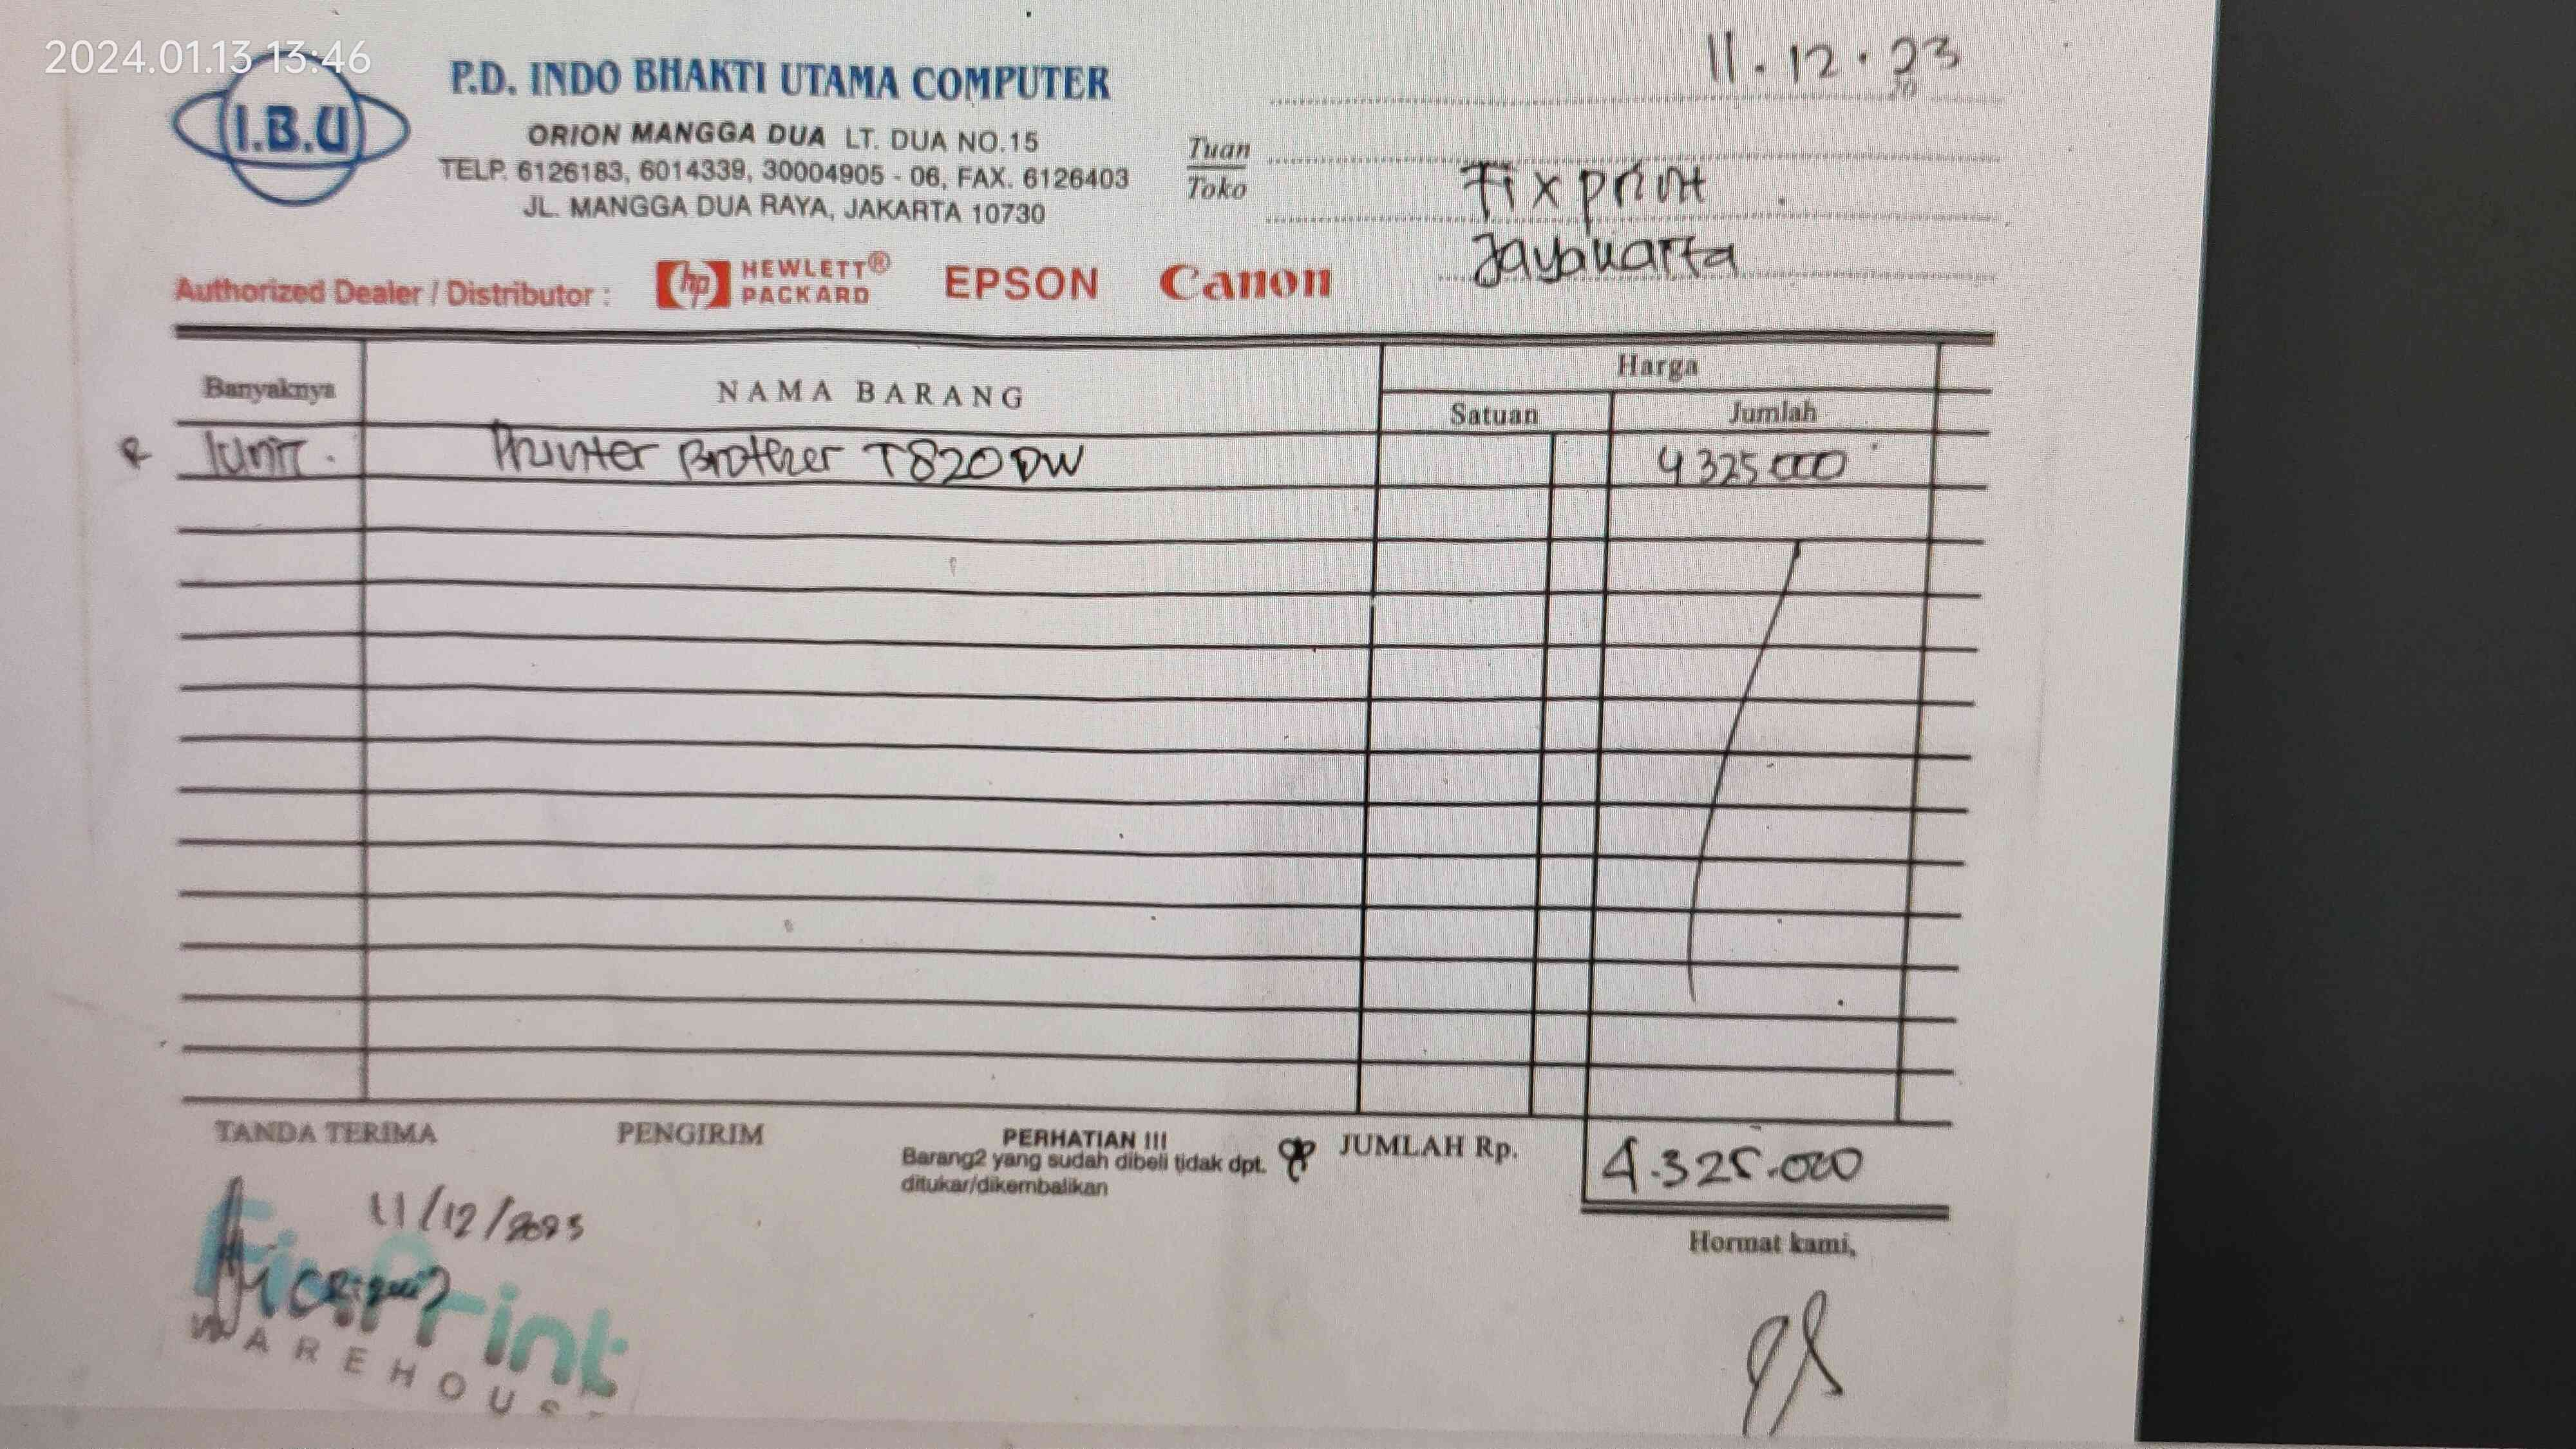 2024.01.13 13:46
I.B.U
P.D. INDO BHAKTI UTAMA COMPUTER
ORION MANGGA DUA LT. DUA NO.15
TELP. 6126183, 6014339, 30004905 - 06, FAX. 6126403
JL. MANGGA DUA RAYA, JAKARTA 10730
11.12.23
20
Tuan
Toko
Fixprint
Jayakarta
Authorized Dealer / Distributor :
hp HEWLETT®
PACKARD
EPSON
Canon
Banyaknya
NAMA BARANG
Harga
Satuan
Jumlah
1unit.
Printer Brother T820DW
4325000
TANDA TERIMA
PENGIRIM
PERHATIAN !!!
Barang2 yang sudah dibeli tidak dpt.
ditukar/dikembalikan
JUMLAH Rp.
4.325.000
11/12/2023
FixPrint
WAREHOUSE
Hormat kami,